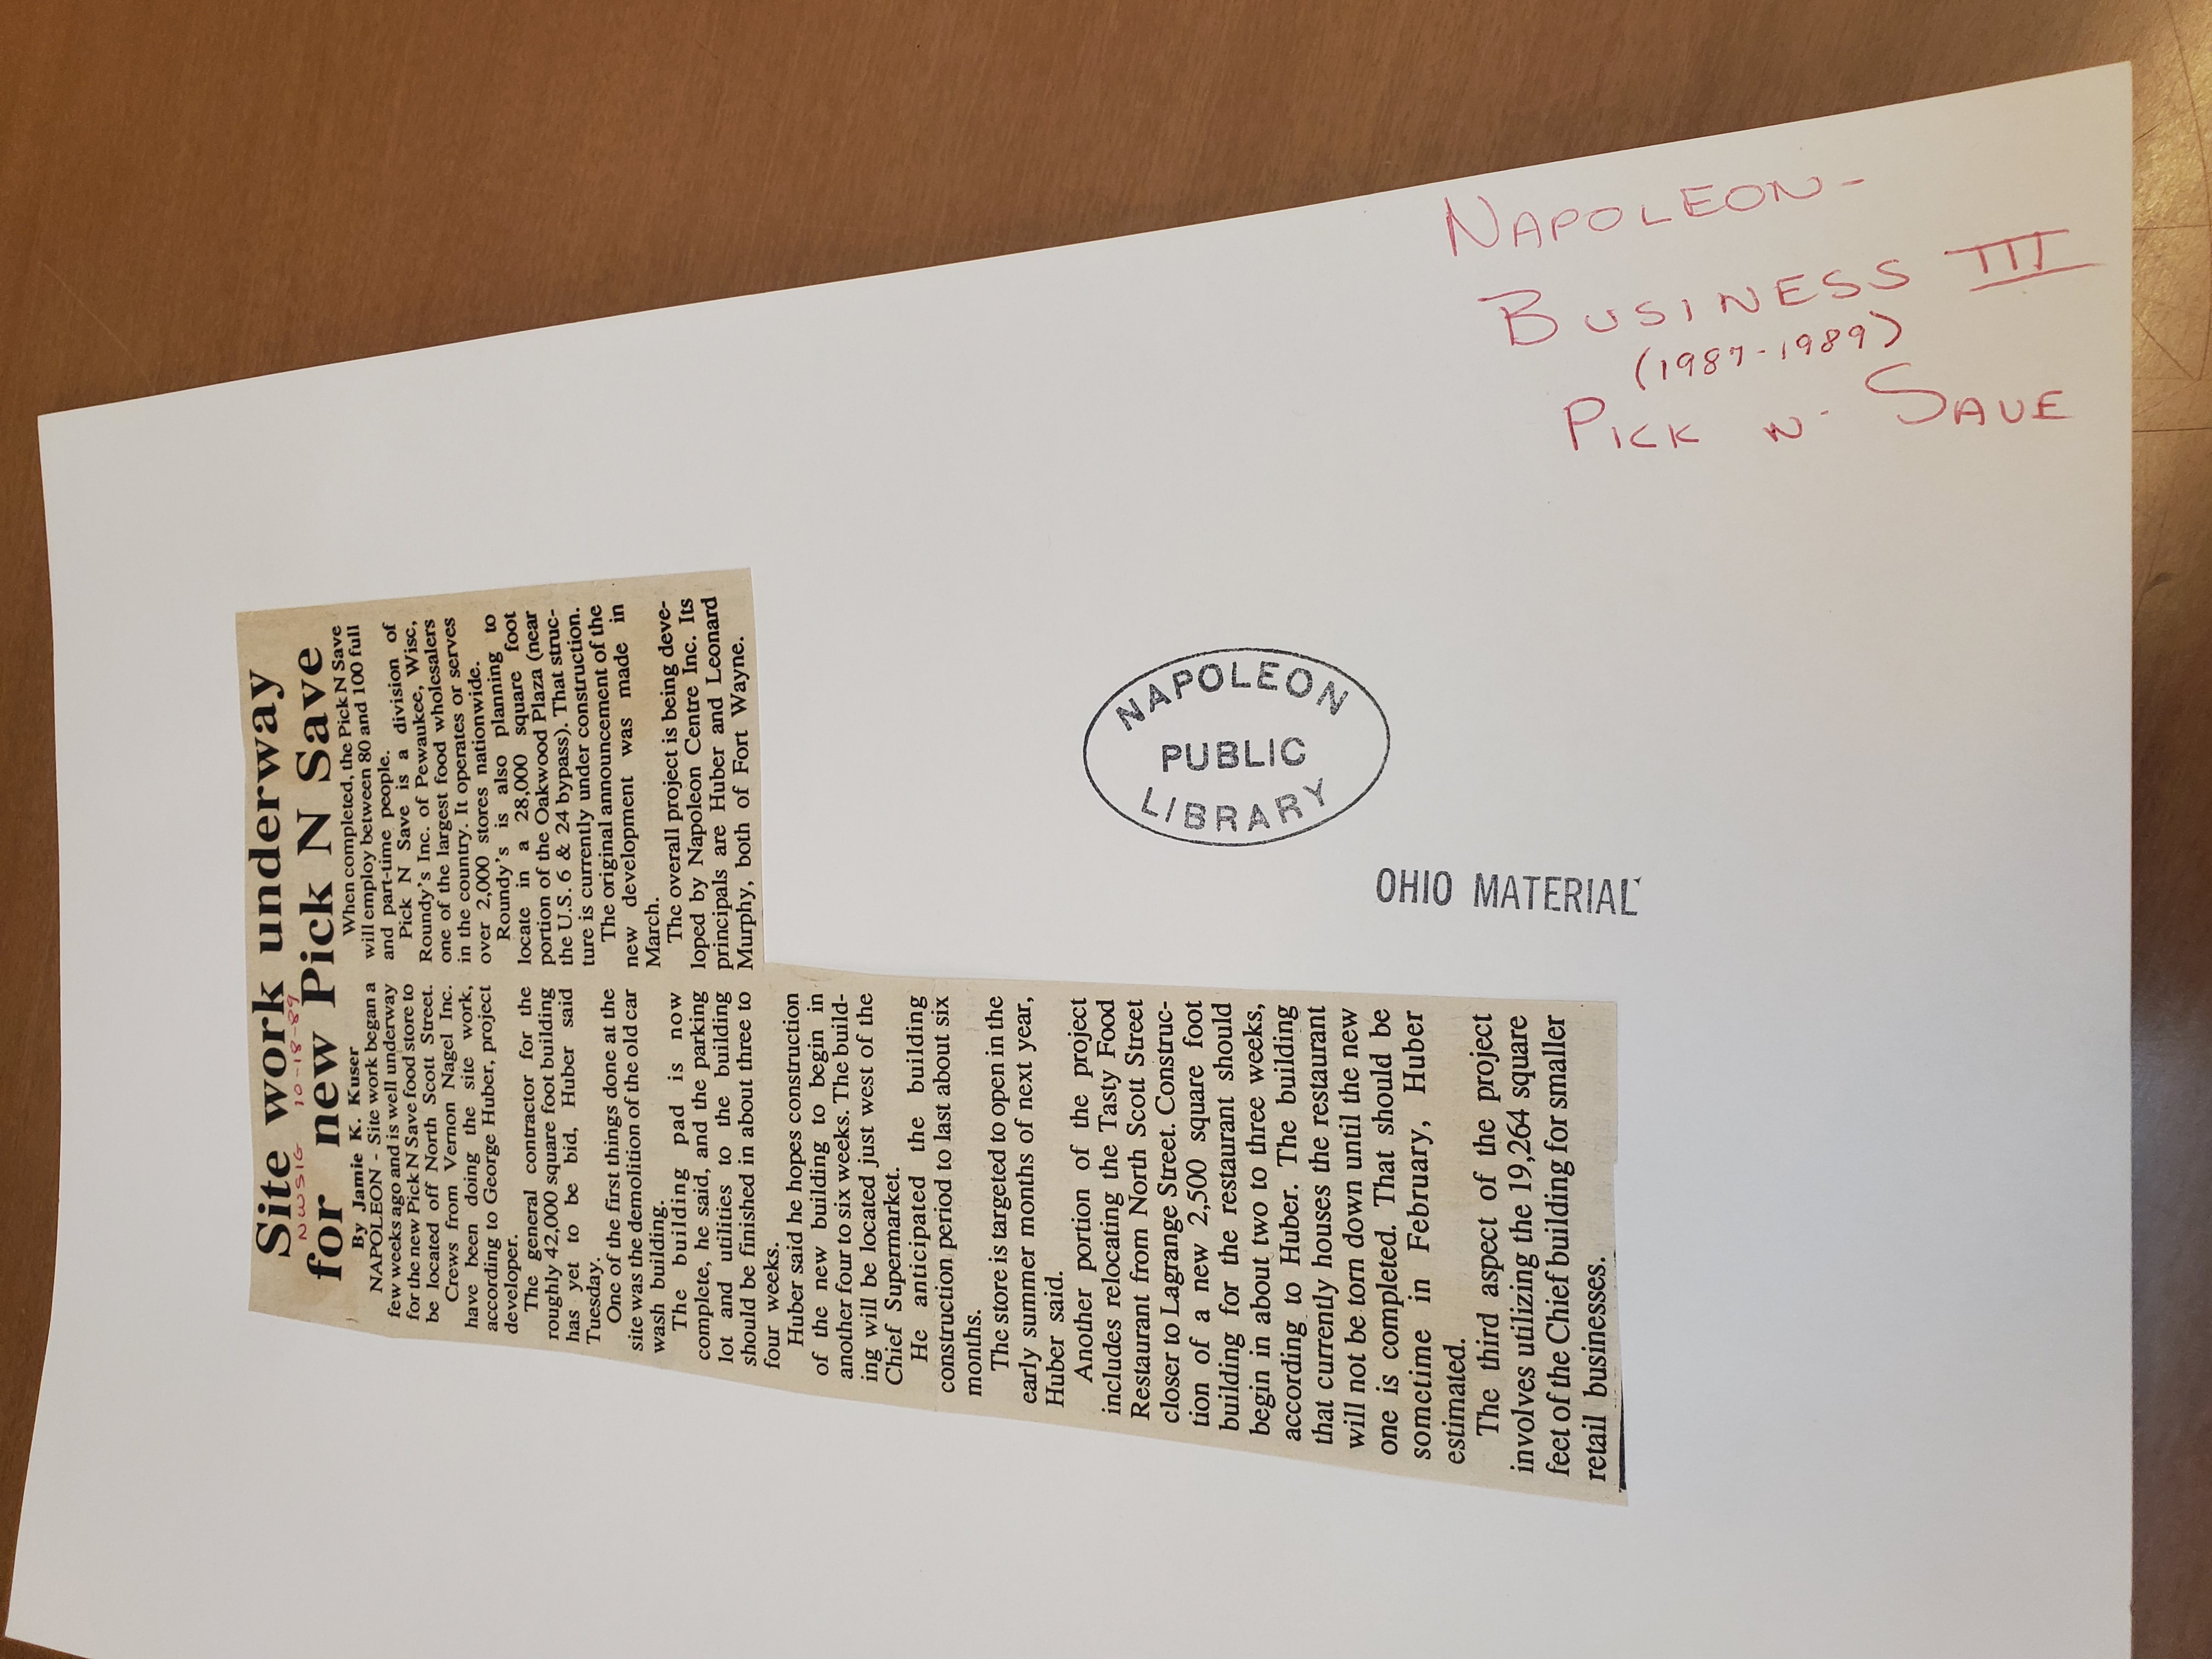 Site work underway
for new Pick N Save
NWSIG 10-18-89
By Jamie K. Kuser
NAPOLEON - Site work began a
few weeks ago and is well underway
for the new Pick N Save food store to
be located off North Scott Street.
Crews from Vernon Nagel Inc.
have been doing the site work,
according to George Huber, project
developer.
The general contractor for the
roughly 42,000 square foot building
has yet to be bid, Huber said
Tuesday.
One of the first things done at the
site was the demolition of the old car
wash building.
The building pad is now
complete, he said, and the parking
lot and utilities to the building
should be finished in about three to
four weeks.
Huber said he hopes construction
of the new building to begin in
another four to six weeks. The build-
ing will be located just west of the
Chief Supermarket.
He anticipated the building
construction period to last about six
months.
The store is targeted to open in the
early summer months of next year,
Huber said.
Another portion of the project
includes relocating the Tasty Food
Restaurant from North Scott Street
closer to Lagrange Street. Construc-
tion of a new 2,500 square foot
building for the restaurant should
begin in about two to three weeks,
according to Huber. The building
that currently houses the restaurant
will not be torn down until the new
one is completed. That should be
sometime in February, Huber
estimated.
The third aspect of the project
involves utilizing the 19,264 square
feet of the Chief building for smaller
retail businesses.
When completed, the Pick N Save
will employ between 80 and 100 full
and part-time people.
Pick N Save is a division of
Roundy's Inc. of Pewaukee, Wisc,
one of the largest food wholesalers
in the country. It operates or serves
over 2,000 stores nationwide.
Roundy's is also planning to
locate in a 28,000 square foot
portion of the Oakwood Plaza (near
the U.S. 6 & 24 bypass). That struc-
ture is currently under construction.
The original announcement of the
new development was made in
March.
The overall project is being deve-
loped by Napoleon Centre Inc. Its
principals are Huber and Leonard
Murphy, both of Fort Wayne.
NAPOLEON
PUBLIC
LIBRARY
OHIO MATERIAL
NAPOLEON-
BUSINESS III
(1987-1989)
PICK N' SAVE